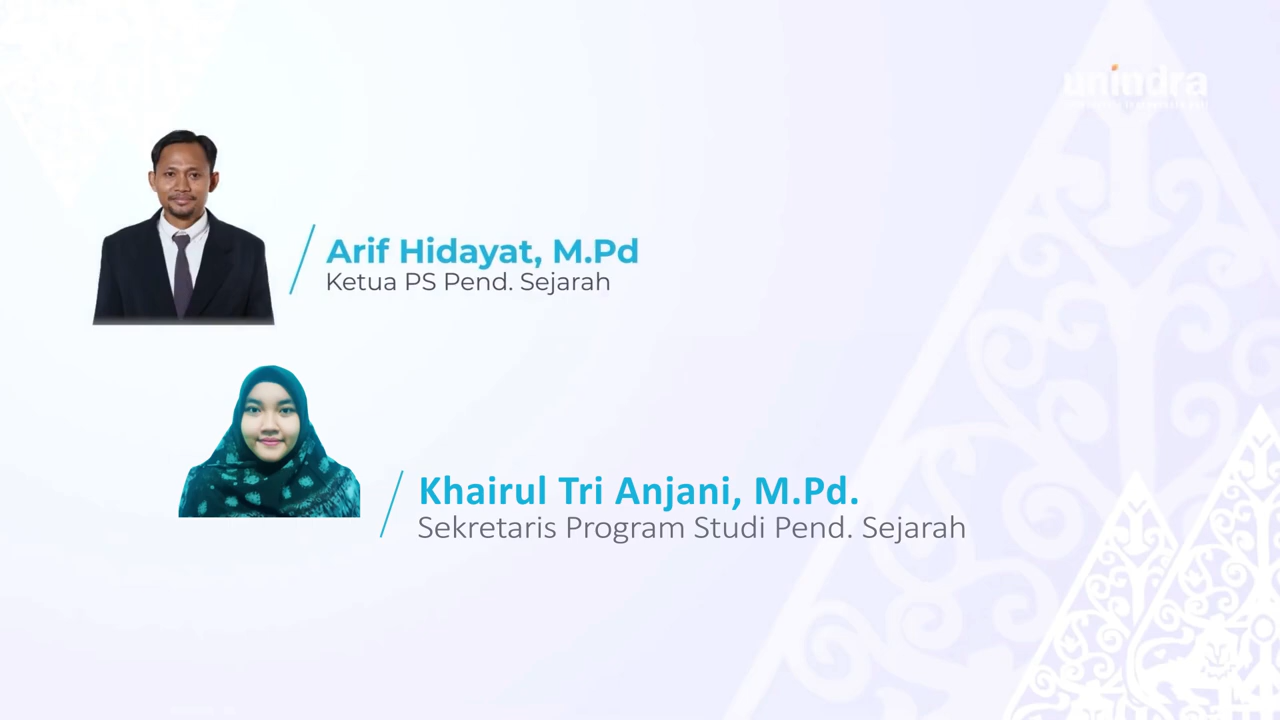 unindra
Arif Hidayat, M.Pd
Ketua PS Pend. Sejarah
Khairul Tri Anjani, M.Pd.
Sekretaris Program Studi Pend. Sejarah